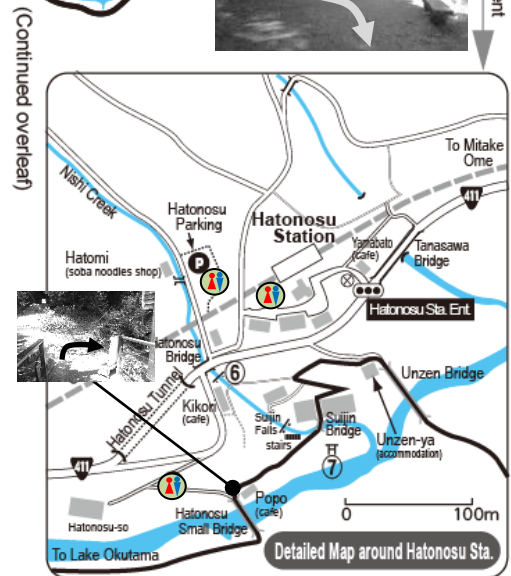 ent
(Continued overleaf)
To Mitake
Ome
411
Nishi Creek
Hatonosu
Parking
P
Hatonosu
Station
Hatomi
(soba noodles shop)
Yamabato
(cafe)
Tanasawa
Bridge
Hatonosu Sta. Ent.
Hatonosu
Bridge
6
Hatonosu Tunnel
Kikori
(cafe)
Suijin
Falls
stairs
Suijin
Bridge
7
Unzen Bridge
Unzen-ya
(accommodation)
411
Hatonosu-so
Hatonosu
Small Bridge
Popo
(cafe)
0 100m
To Lake Okutama
Detailed Map around Hatonosu Sta.